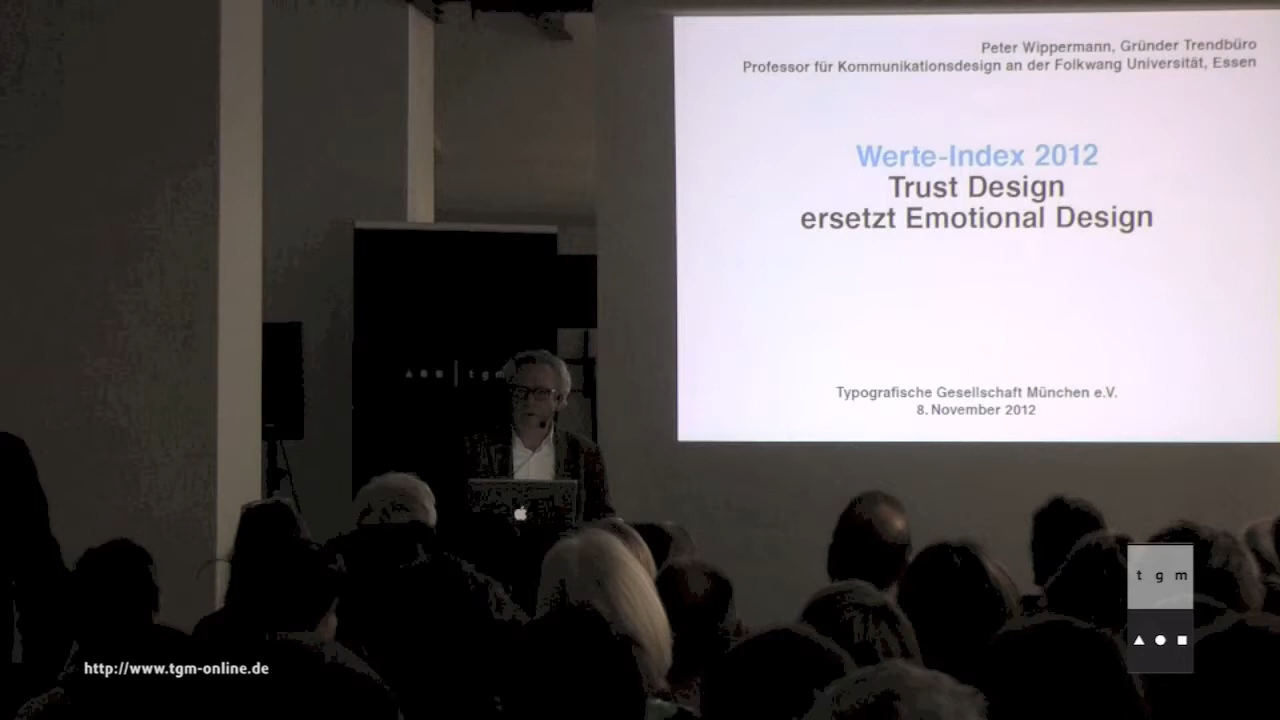 Peter Wippermann, Gründer Trendbüro
Professor für Kommunikationsdesign an der Folkwang Universität, Essen
Werte-Index 2012
Trust Design
ersetzt Emotional Design
Typografische Gesellschaft München e.V.
8. November 2012
tgm
t g m
http://www.tgm-online.de